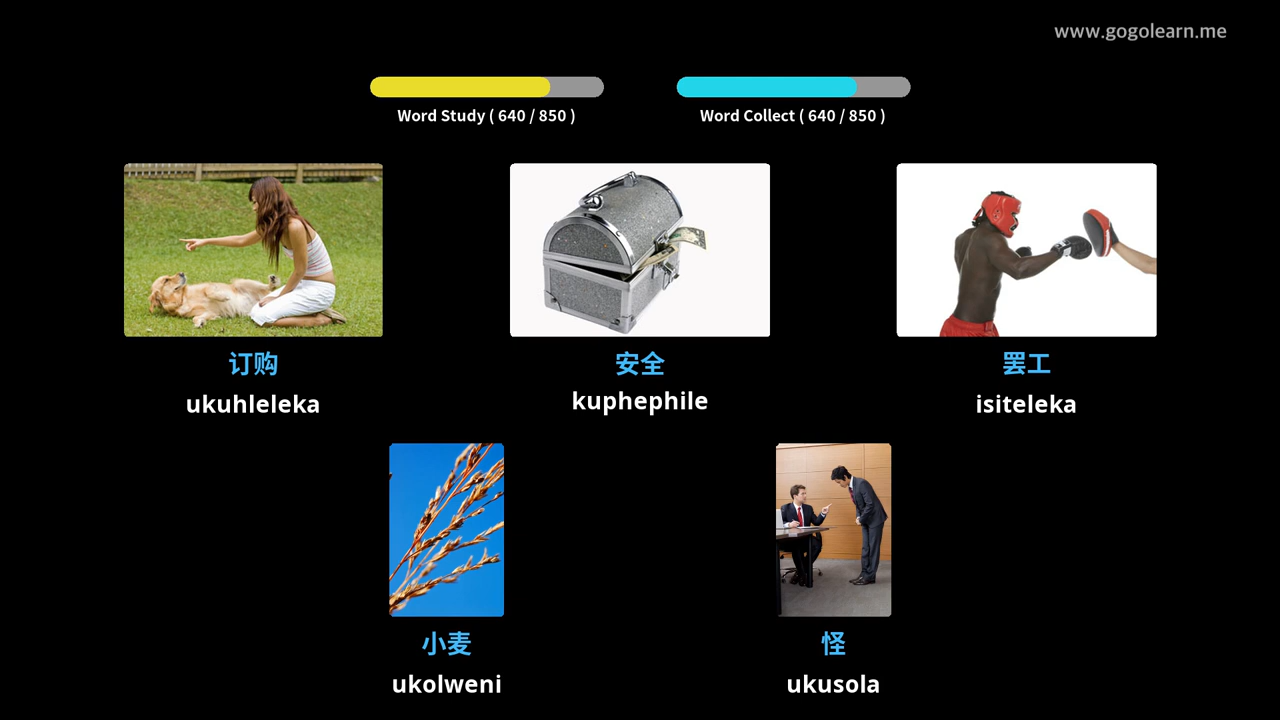 www.gogolearn.me
Word Study ( 640 / 850 )
Word Collect ( 640 / 850 )
订购
安全
罢工
ukuhleleka
kuphephile
isiteleka
小麦
怪
ukolweni
ukusola